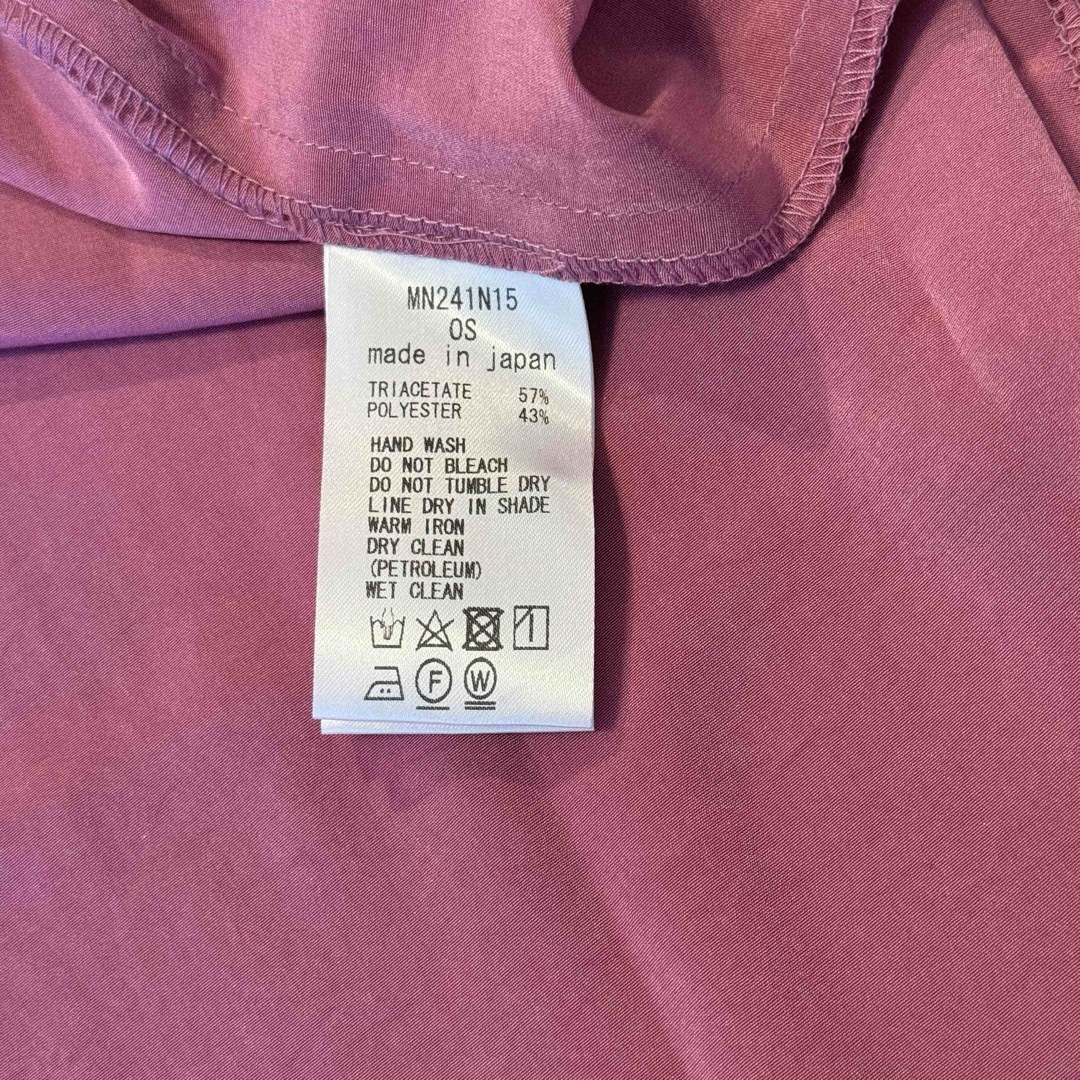 MN241N15
OS
made in japan
TRIACETATE 57%
POLYESTER 43%
HAND WASH
DO NOT BLEACH
DO NOT TUMBLE DRY
LINE DRY IN SHADE
WARM IRON
DRY CLEAN
(PETROLEUM)
WET CLEAN
F W